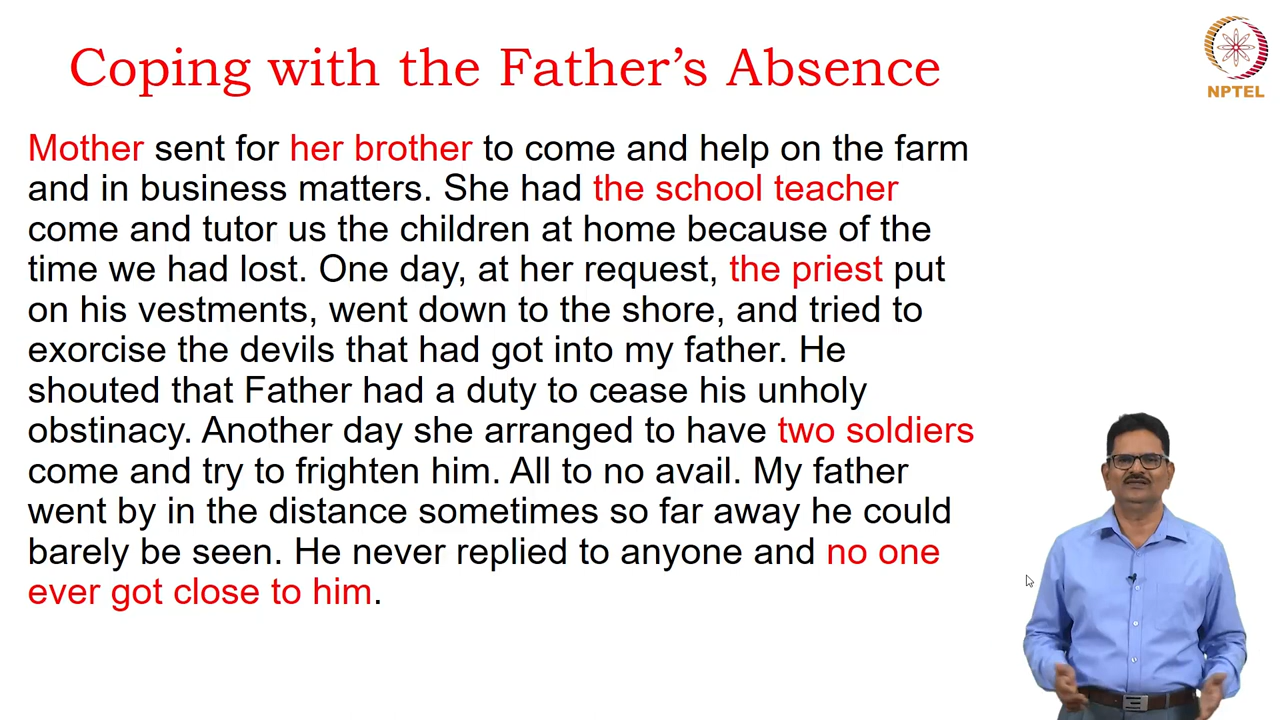 Coping with the Father's Absence
NPTEL
Mother sent for her brother to come and help on the farm
and in business matters. She had the school teacher
come and tutor us the children at home because of the
time we had lost. One day, at her request, the priest put
on his vestments, went down to the shore, and tried to
exorcise the devils that had got into my father. He
shouted that Father had a duty to cease his unholy
obstinacy. Another day she arranged to have two soldiers
come and try to frighten him. All to no avail. My father
went by in the distance sometimes so far away he could
barely be seen. He never replied to anyone and no one
ever got close to him.